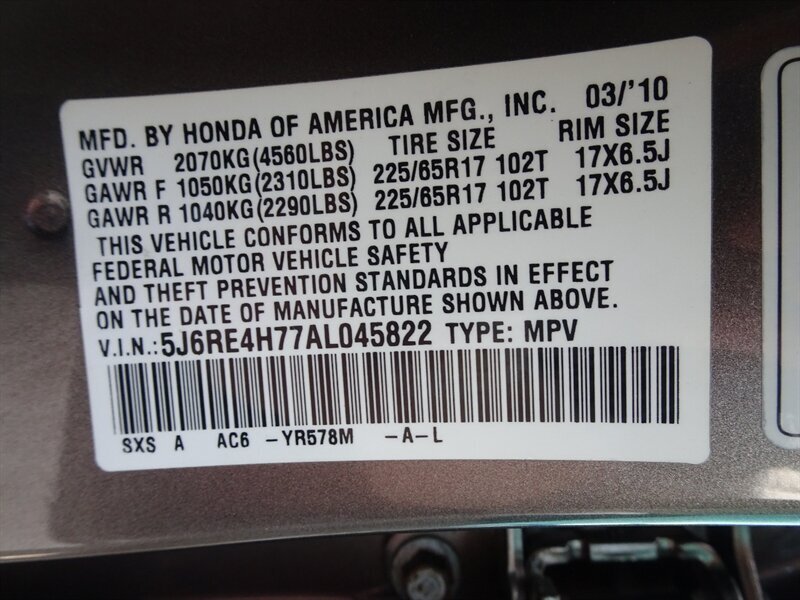 MFD. BY HONDA OF AMERICA MFG., INC. 03/'10
GVWR 2070KG(4560LBS) TIRE SIZE RIM SIZE
GAWR F 1050KG(2310LBS) 225/65R17 102T 17X6.5J
GAWR R 1040KG(2290LBS) 225/65R17 102T 17X6.5J
THIS VEHICLE CONFORMS TO ALL APPLICABLE
FEDERAL MOTOR VEHICLE SAFETY
AND THEFT PREVENTION STANDARDS IN EFFECT
ON THE DATE OF MANUFACTURE SHOWN ABOVE.
V.I.N.:5J6RE4H77AL045822 TYPE: MPV
SXS A AC6 -YR578M -A-L